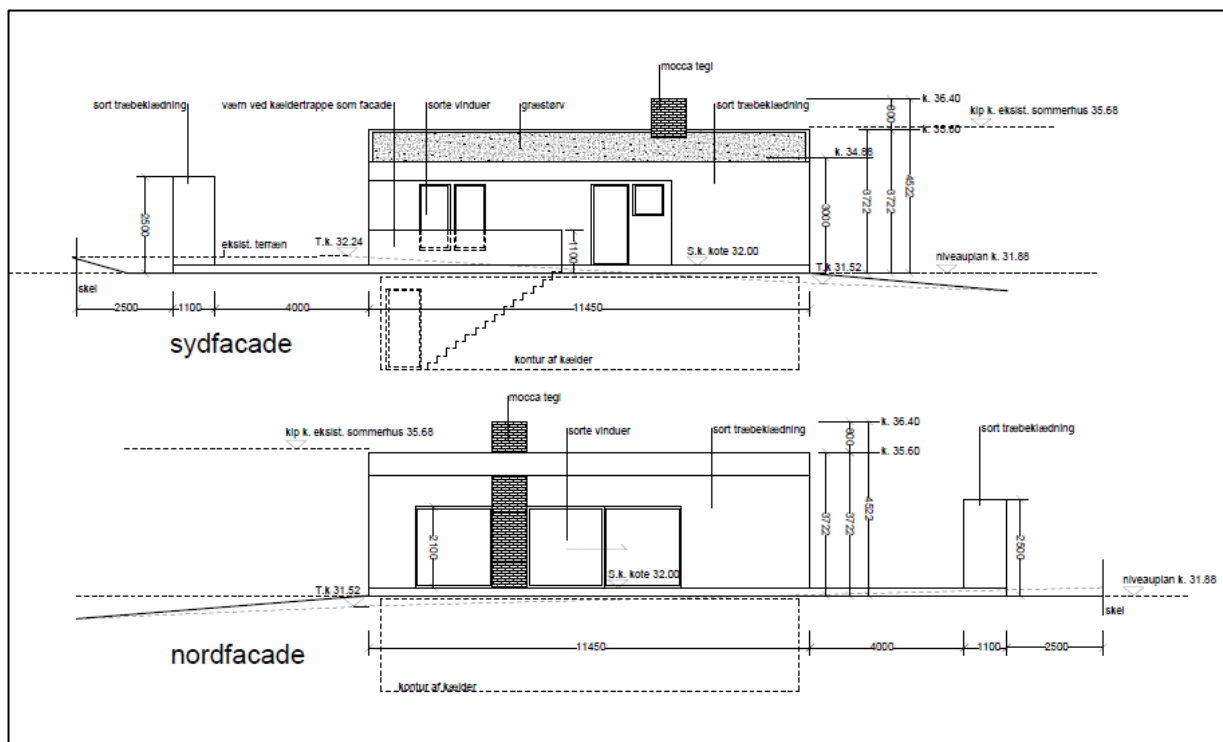 mocca tegl
sort træbeklædning
værn ved kældertrappe som facade
sorte vinduer
græstørv
sort træbeklædning
k. 36.40
kip k. eksist. sommerhus 35.68
k. 35.60
k. 34.88
800
4522
3722
3722
3000
2500
eksist. terræn
T.k. 32.24
1100
S.k. kote 32.00
niveauplan k. 31.88
T.k 31.52
skel
2500
1100
4000
11450
sydfacade
kontur af kælder
mocca tegl
kip k. eksist. sommerhus 35.68
sorte vinduer
sort træbeklædning
k. 36.40
sort træbeklædning
800
k. 35.60
4522
3722
3722
2100
2500
S.k. kote 32.00
T.k 31.52
niveauplan k. 31.88
skel
11450
4000
1100
2500
nordfacade
kontur af kælder